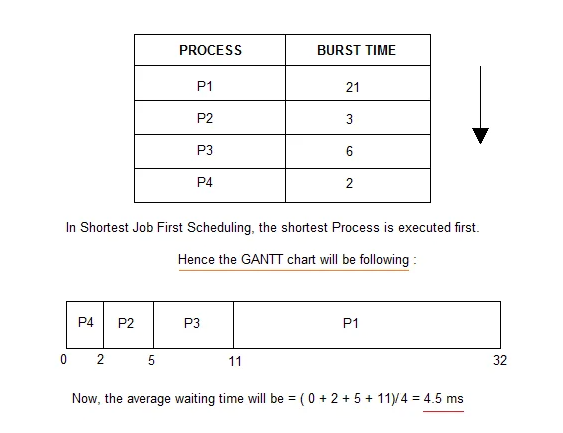 PROCESS BURST TIME
P1 21
P2 3
P3 6
P4 2
In Shortest Job First Scheduling, the shortest Process is executed first.
Hence the GANTT chart will be following :
P4 P2 P3 P1
0 2 5 11 32
Now, the average waiting time will be = ( 0 + 2 + 5 + 11)/4 = 4.5 ms